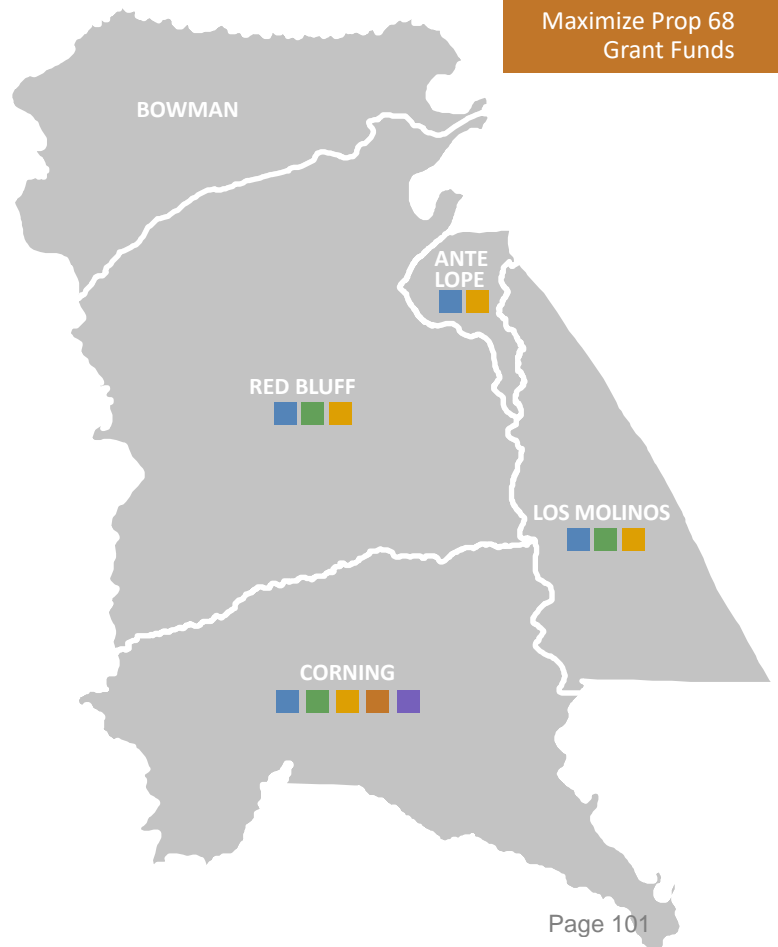 Maximize Prop 68
Grant Funds
BOWMAN
ANTE
LOPE
RED BLUFF
LOS MOLINOS
CORNING
Page 101